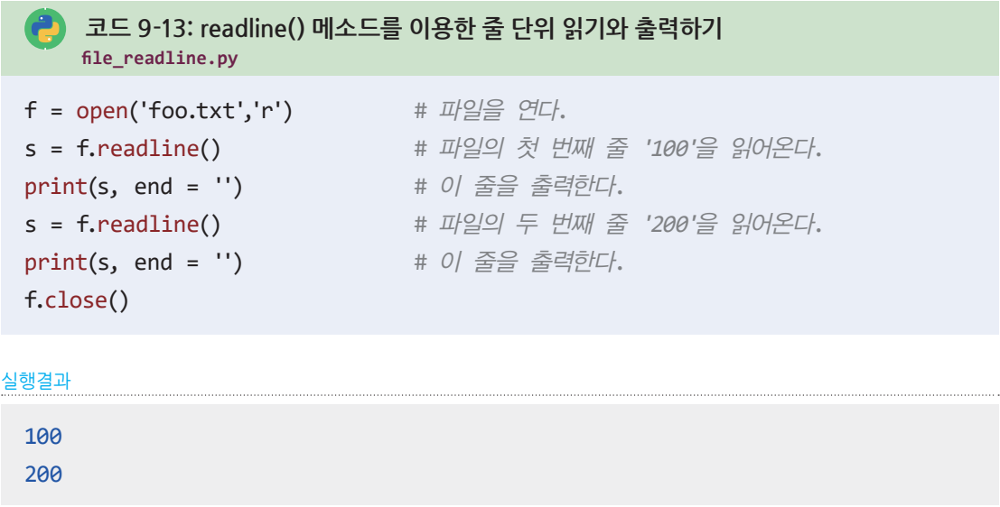 코드 9-13: readline() 메소드를 이용한 줄 단위 읽기와 출력하기
file_readline.py
f = open('foo.txt','r') # 파일을 연다.
s = f.readline() # 파일의 첫 번째 줄 '100'을 읽어온다.
print(s, end = '') # 이 줄을 출력한다.
s = f.readline() # 파일의 두 번째 줄 '200'을 읽어온다.
print(s, end = '') # 이 줄을 출력한다.
f.close()
실행결과
100
200